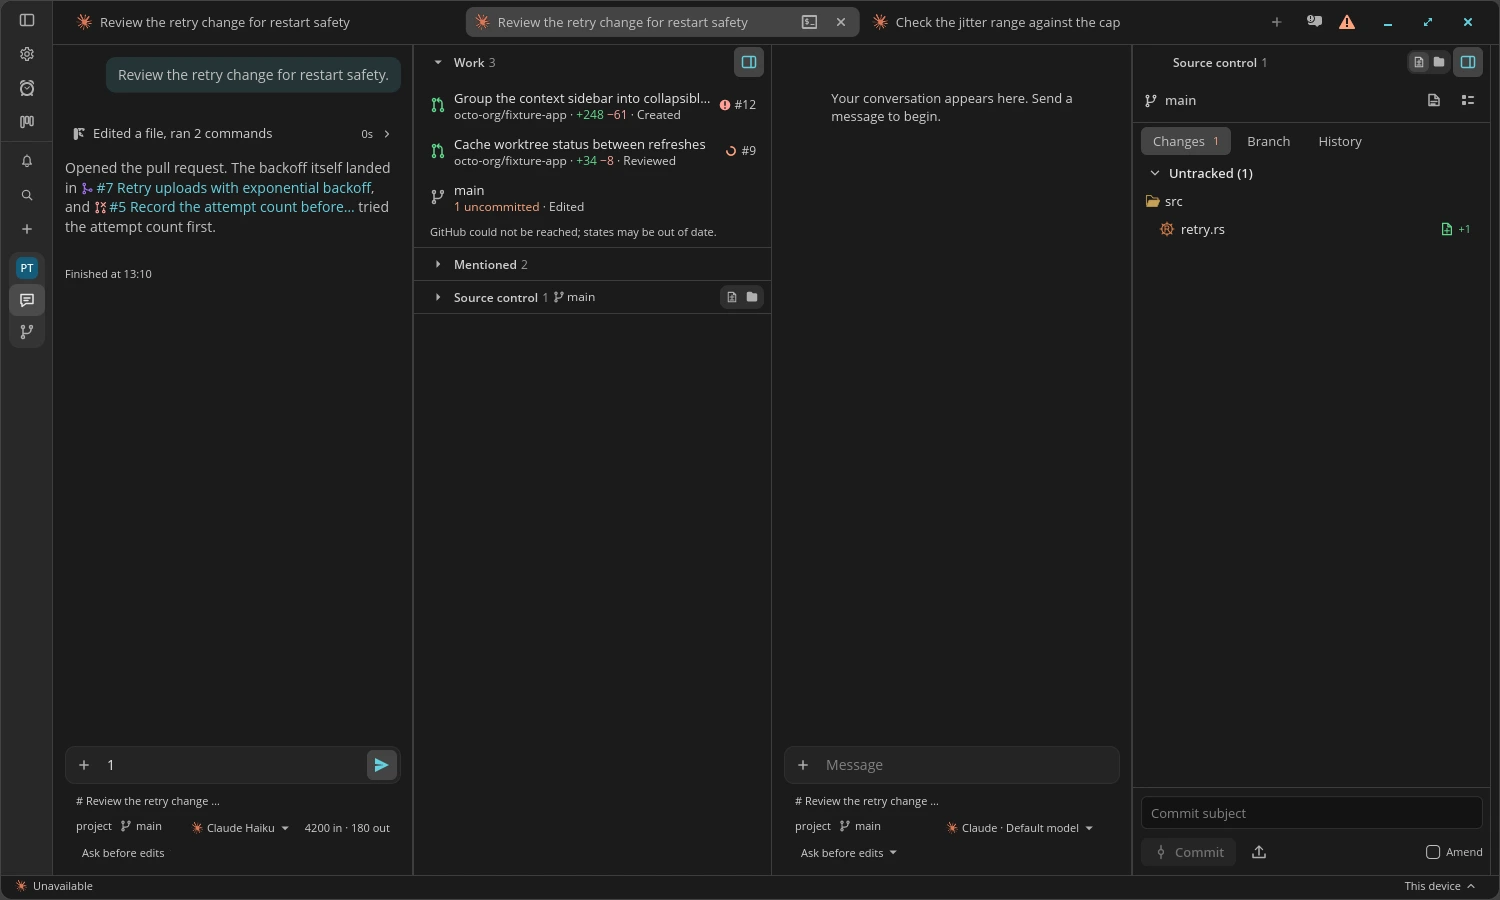 Review the retry change for restart safety
Review the retry change for restart safety
Check the jitter range against the cap
Review the retry change for restart safety.
Edited a file, ran 2 commands 0s
Opened the pull request. The backoff itself landed
in #7 Retry uploads with exponential backoff,
and #5 Record the attempt count before... tried
the attempt count first.
Finished at 13:10
PT
1
# Review the retry change ...
project main Claude Haiku 4200 in · 180 out
Ask before edits
Work 3
Group the context sidebar into collapsibl... #12
octo-org/fixture-app · +248 −61 · Created
Cache worktree status between refreshes #9
octo-org/fixture-app · +34 −8 · Reviewed
main
1 uncommitted · Edited
GitHub could not be reached; states may be out of date.
Mentioned 2
Source control 1 main
Your conversation appears here. Send a
message to begin.
Message
# Review the retry change ...
project main Claude · Default model
Ask before edits
Source control 1
main
Changes 1 Branch History
Untracked (1)
src
retry.rs +1
Commit subject
Commit Amend
Unavailable
This device